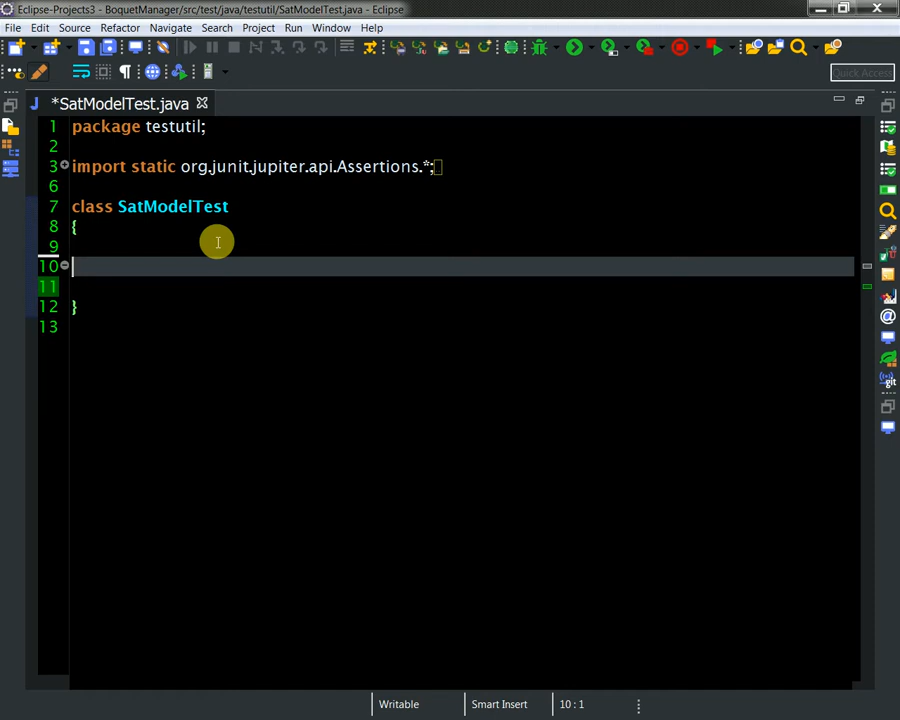 Eclipse-Projects3 - BoquetManager/src/test/java/testutil/SatModelTest.java - Eclipse
File Edit Source Refactor Navigate Search Project Run Window Help
Quick Access
*SatModelTest.java
1 package testutil;
2
3 import static org.junit.jupiter.api.Assertions.*;
6
7 class SatModelTest
8 {
9
10
11
12 }
13
Writable Smart Insert 10 : 1